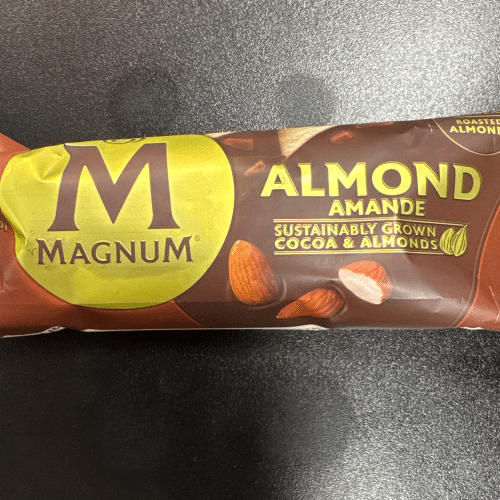 M
MAGNUM®
ALMOND
AMANDE
SUSTAINABLY GROWN
COCOA & ALMONDS
ROASTED
ALMOND